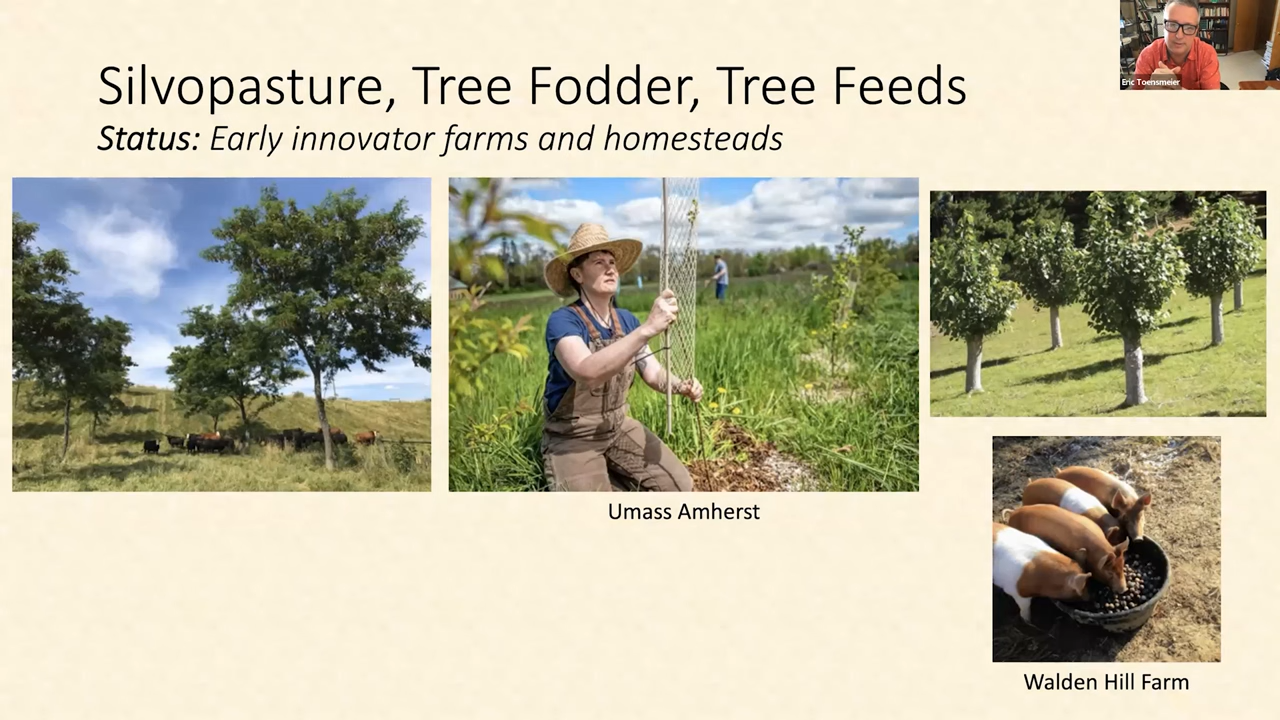 Eric Toensmeier
Silvopasture, Tree Fodder, Tree Feeds
Status: Early innovator farms and homesteads
Umass Amherst
Walden Hill Farm